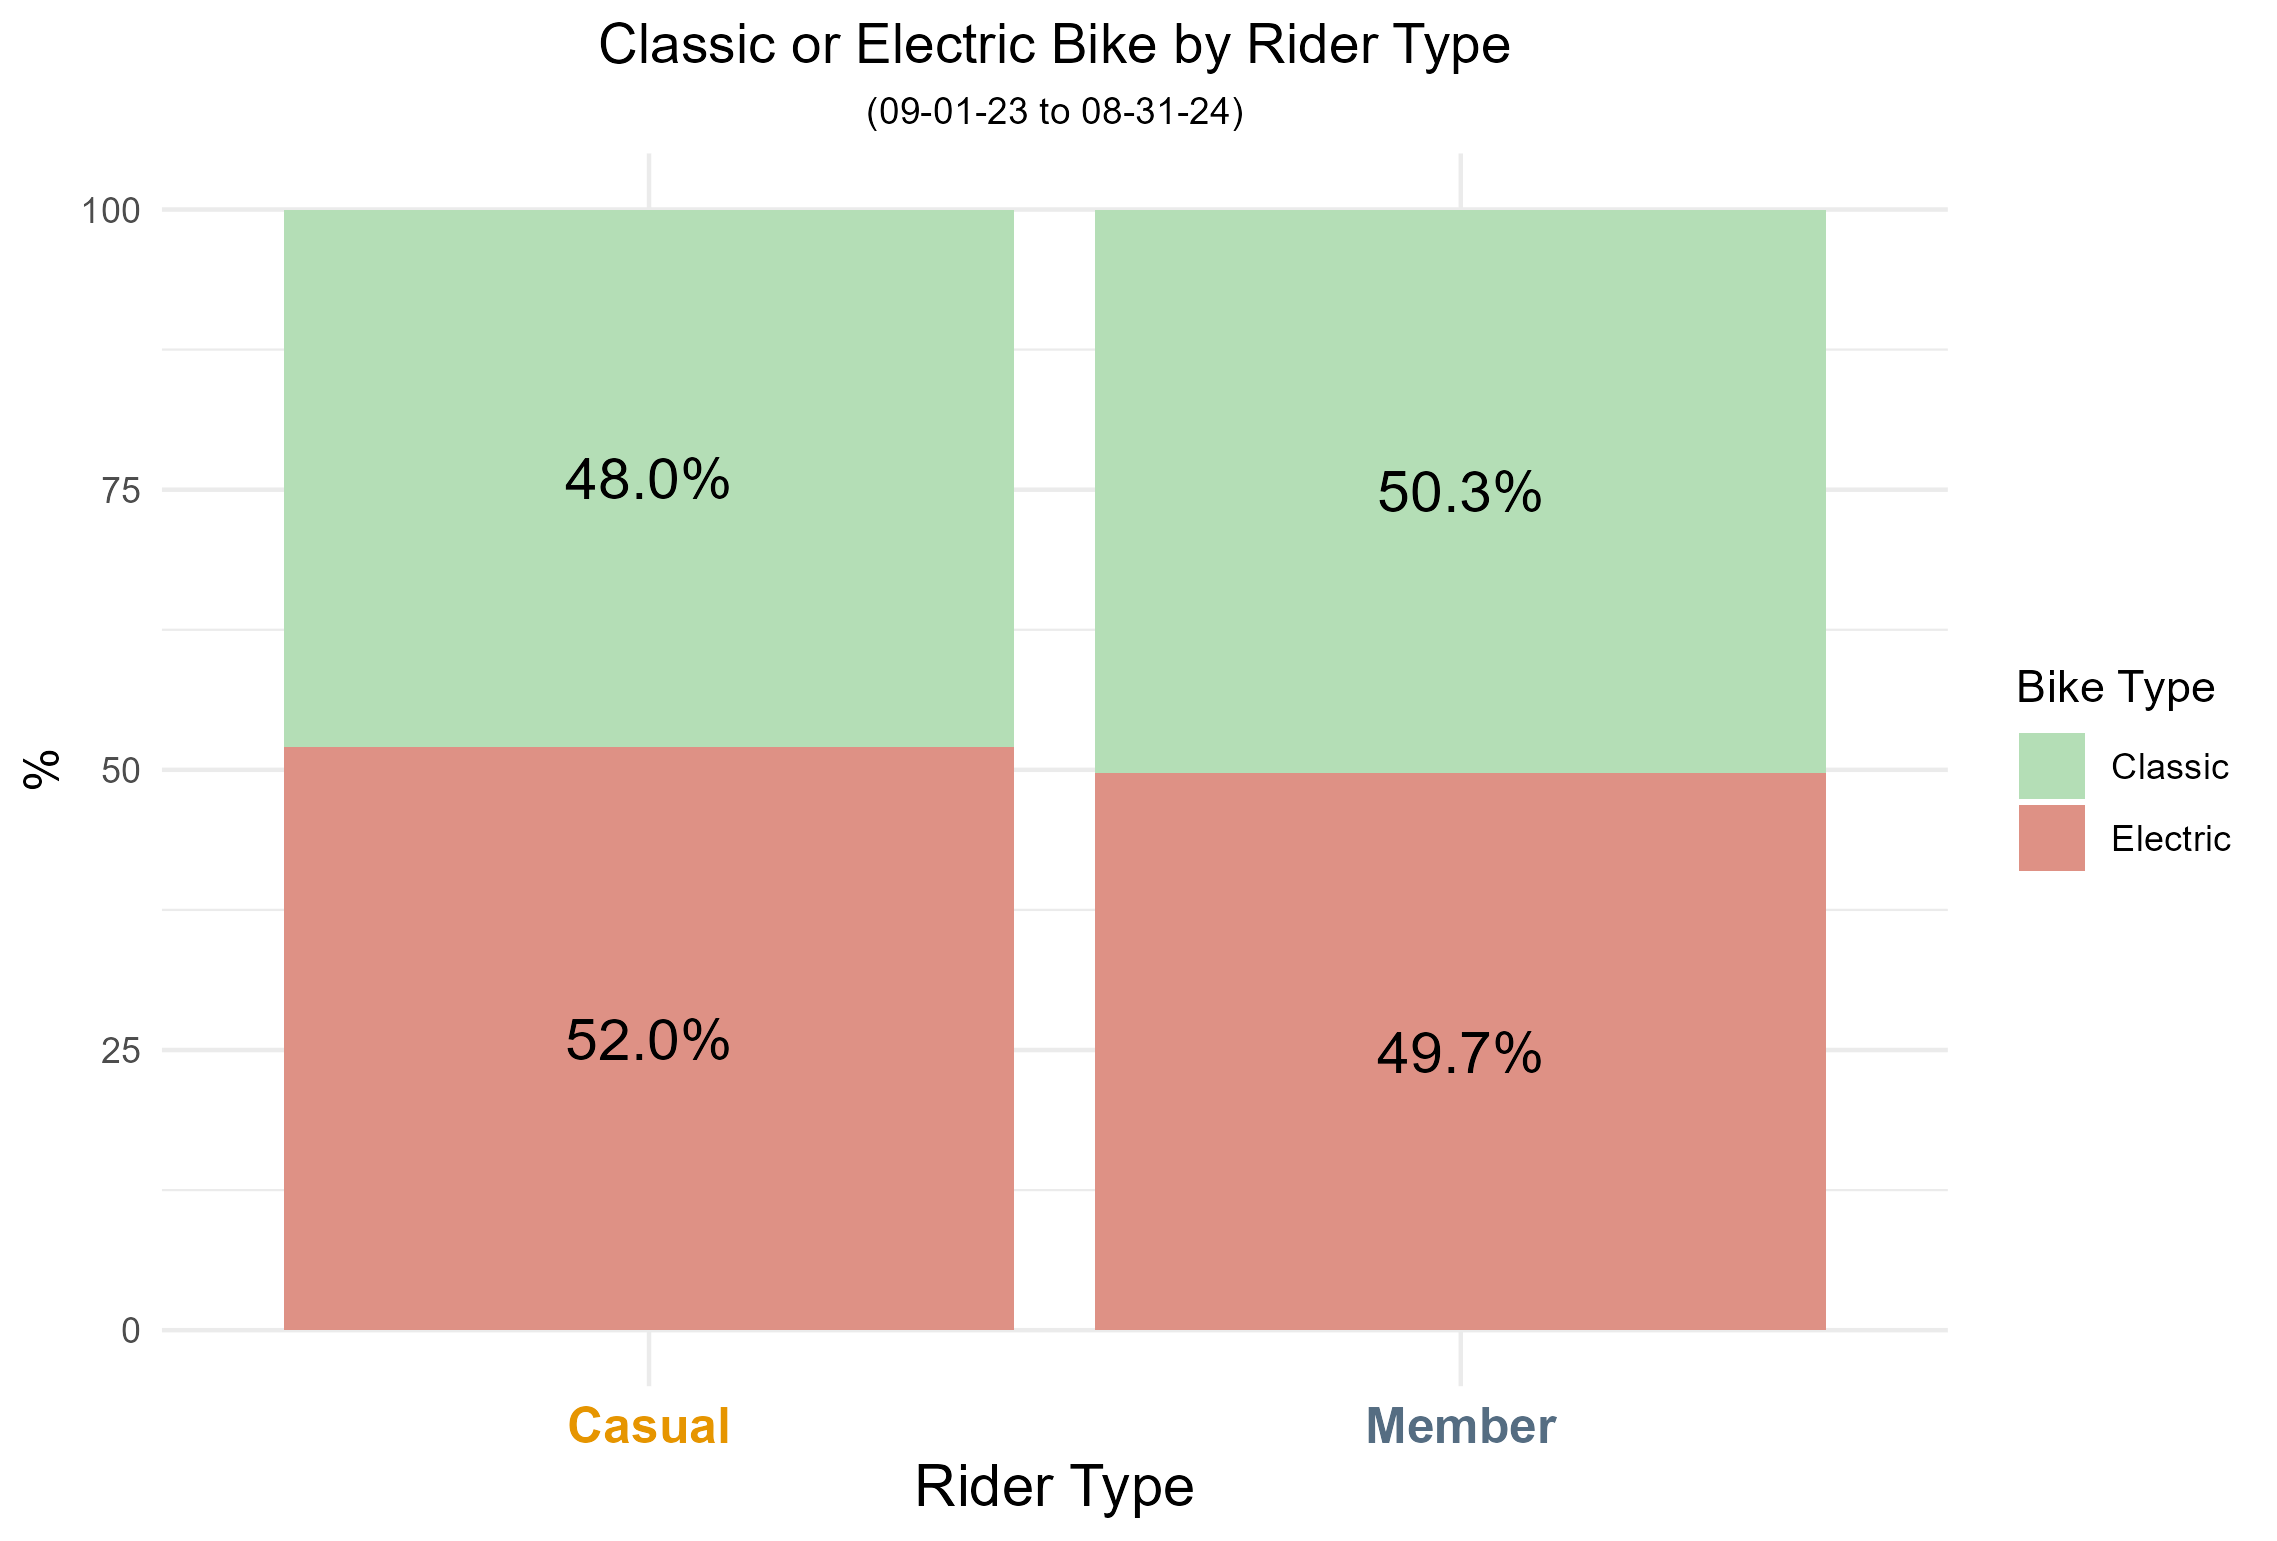 Classic or Electric Bike by Rider Type
(09-01-23 to 08-31-24)
100
75
50
25
0
%
48.0%
50.3%
52.0%
49.7%
Bike Type
Classic
Electric
Casual
Member
Rider Type